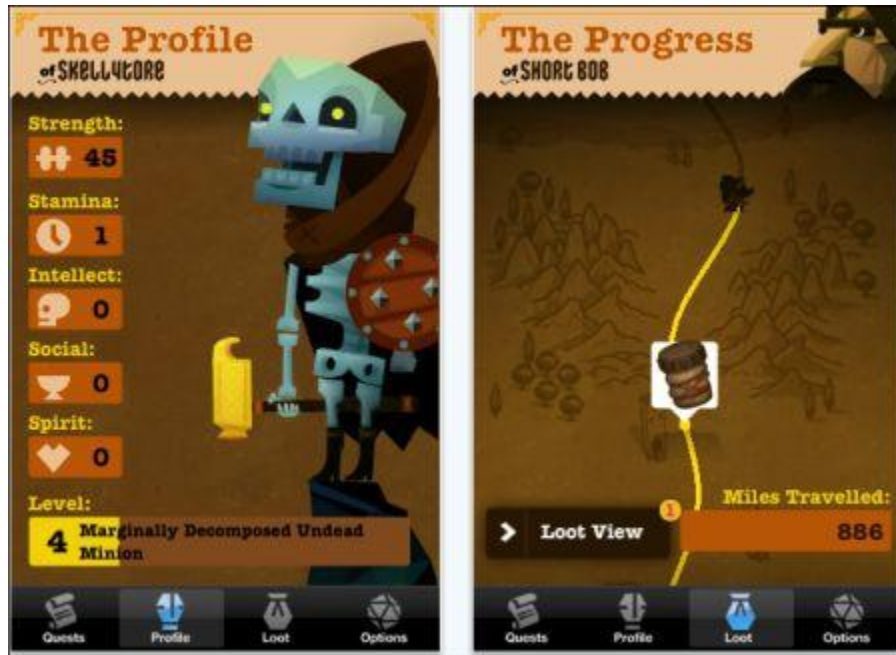 The Profile
of SKELLYTORE
Strength:
45
Stamina:
1
Intellect:
0
Social:
0
Spirit:
0
Level:
4 Marginally Decomposed Undead
Minion
Quests Profile Loot Options
The Progress
of SHORT BOB
Miles Travelled:
1
Loot View 886
Quests Profile Loot Options